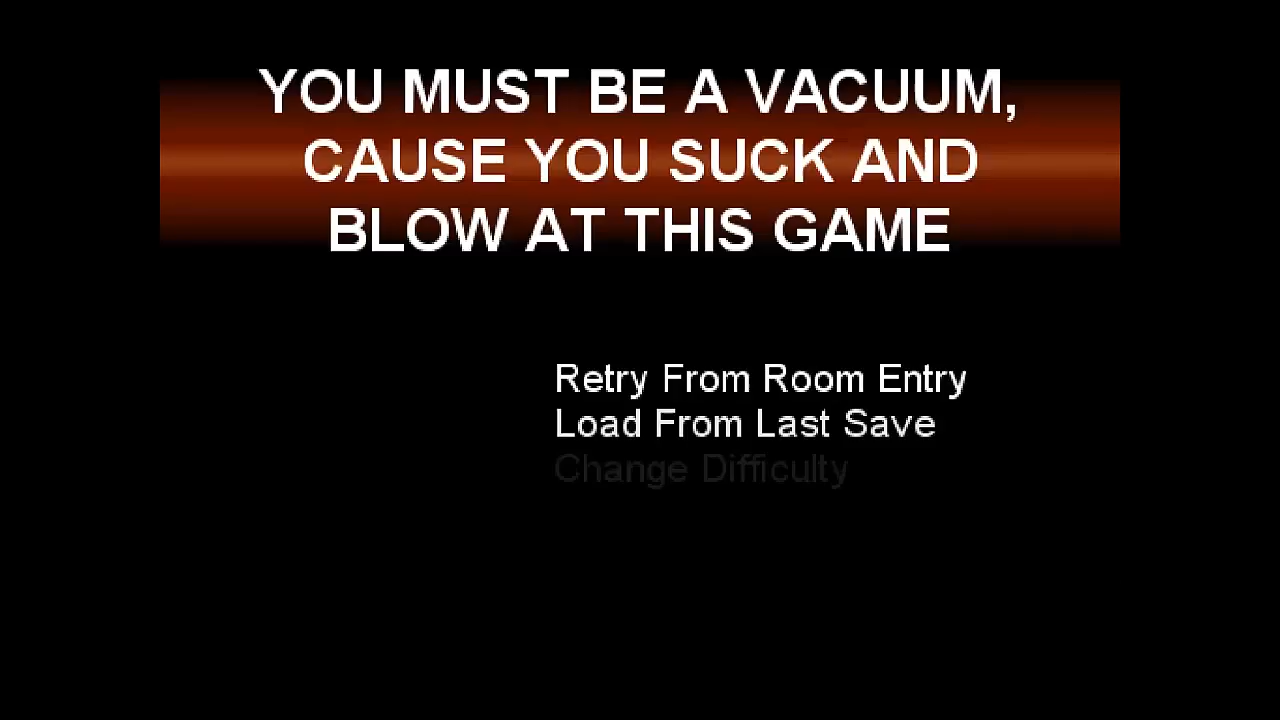 YOU MUST BE A VACUUM,
CAUSE YOU SUCK AND
BLOW AT THIS GAME
Retry From Room Entry
Load From Last Save
Change Difficulty